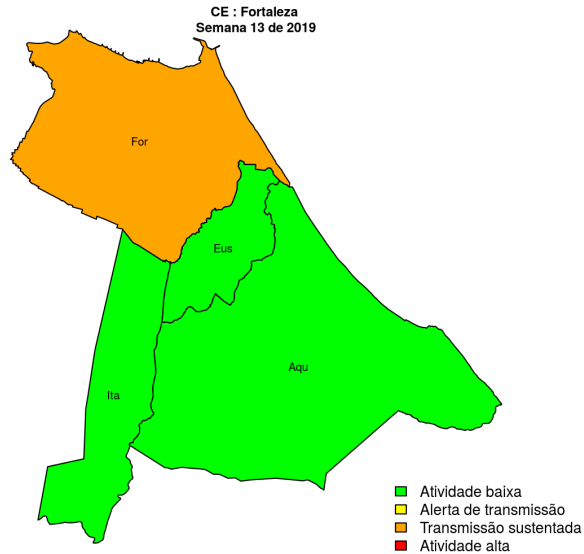 CE : Fortaleza
Semana 13 de 2019
For
Eus
Aqu
Ita
Atividade baixa
Alerta de transmissão
Transmissão sustentada
Atividade alta